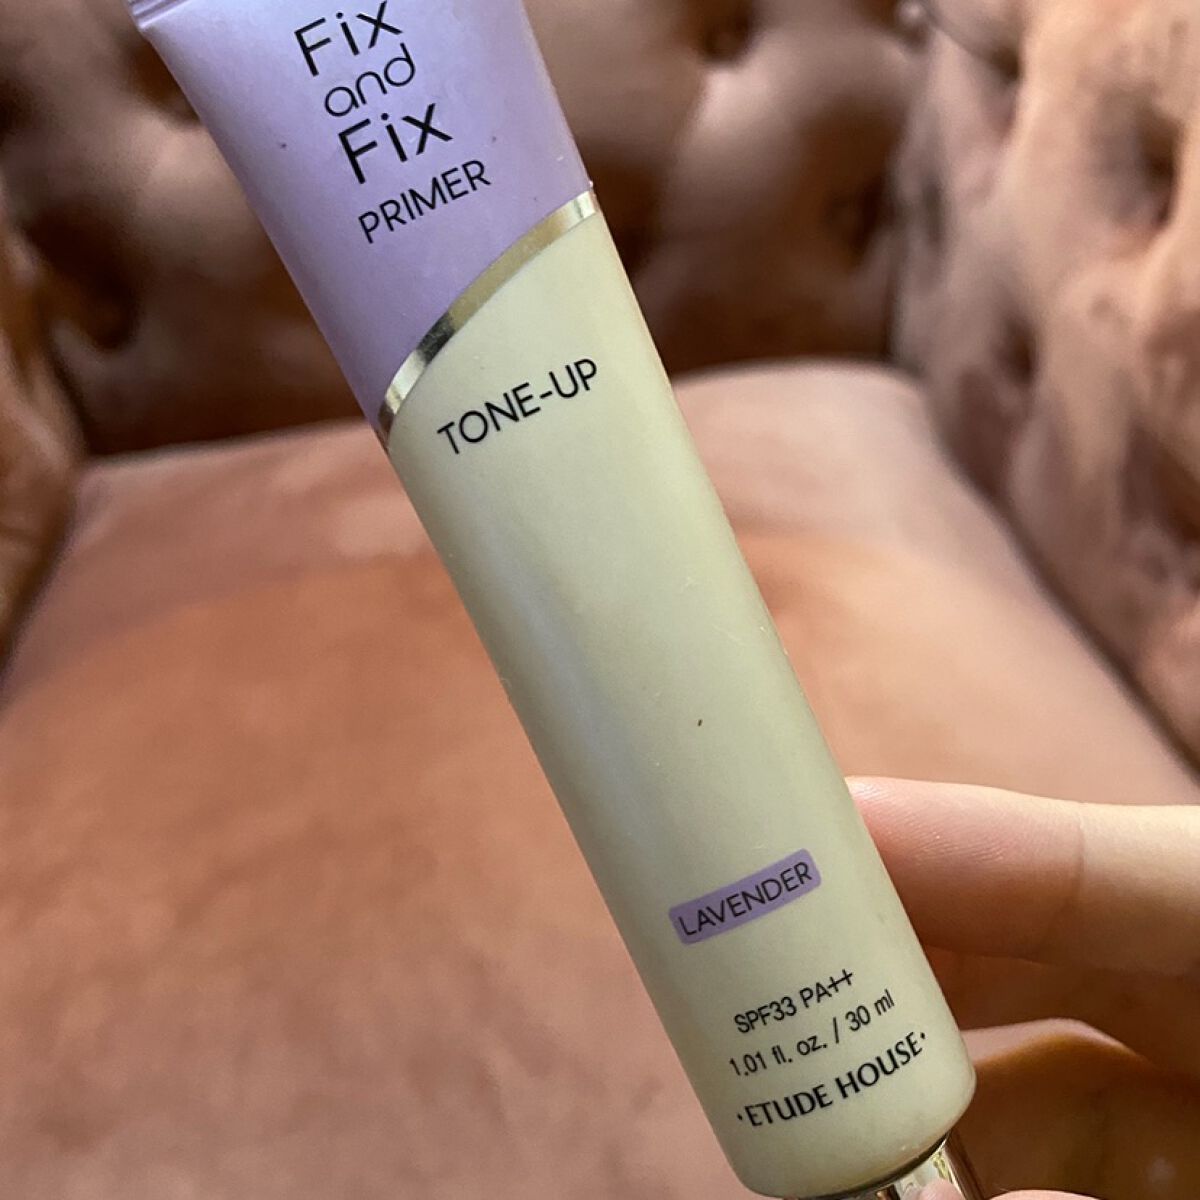 Fix
and
Fix
PRIMER
TONE-UP
LAVENDER
SPF33 PA++
1.01 fl. oz. / 30 ml
·ETUDE HOUSE·